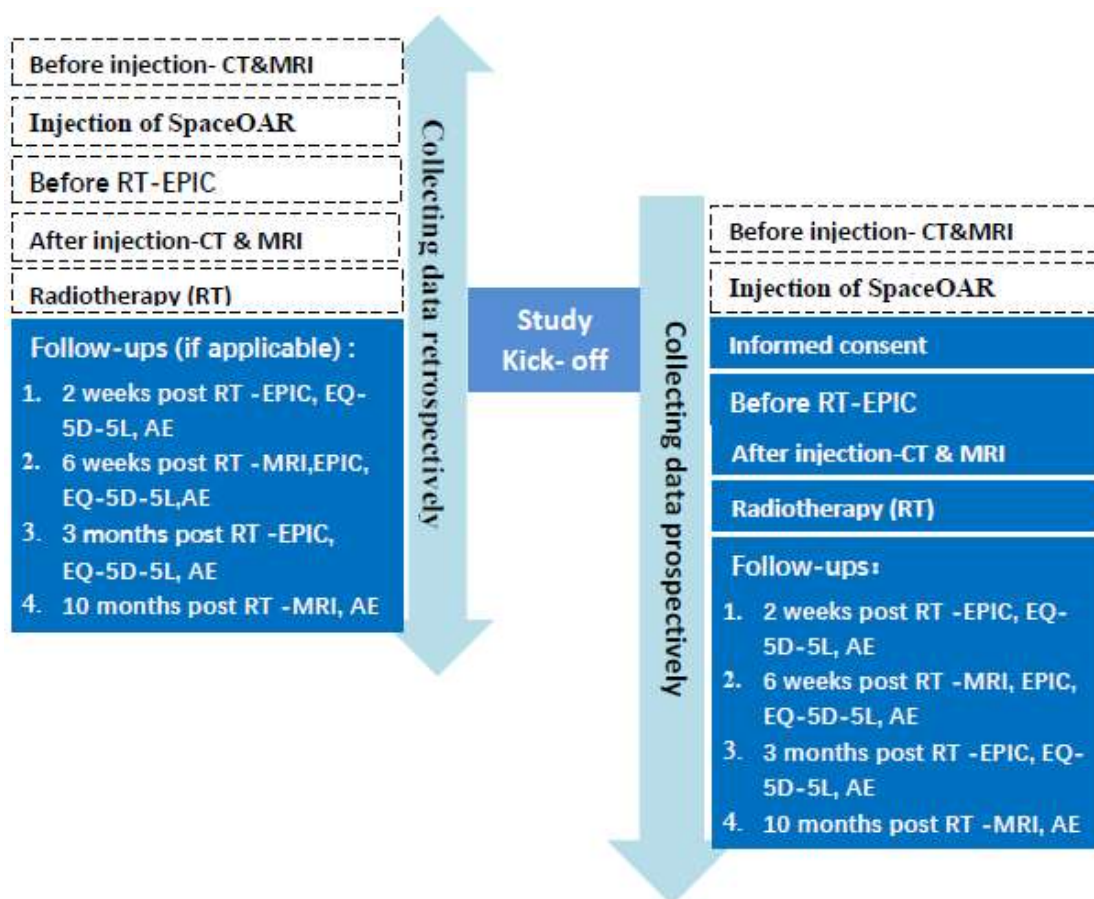 Before injection- CT&MRI
Injection of SpaceOAR
Before RT-EPIC
After injection-CT & MRI
Radiotherapy (RT)
Follow-ups (if applicable) :
1. 2 weeks post RT -EPIC, EQ-
5D-5L, AE
2. 6 weeks post RT -MRI,EPIC,
EQ-5D-5L,AE
3. 3 months post RT -EPIC,
EQ-5D-5L, AE
4. 10 months post RT -MRI, AE
Collecting data retrospectively
Study
Kick- off
Collecting data prospectively
Before injection- CT&MRI
Injection of SpaceOAR
Informed consent
Before RT-EPIC
After injection-CT & MRI
Radiotherapy (RT)
Follow-ups:
1. 2 weeks post RT -EPIC, EQ-
5D-5L, AE
2. 6 weeks post RT -MRI, EPIC,
EQ-5D-5L, AE
3. 3 months post RT -EPIC, EQ-
5D-5L, AE
4. 10 months post RT -MRI, AE